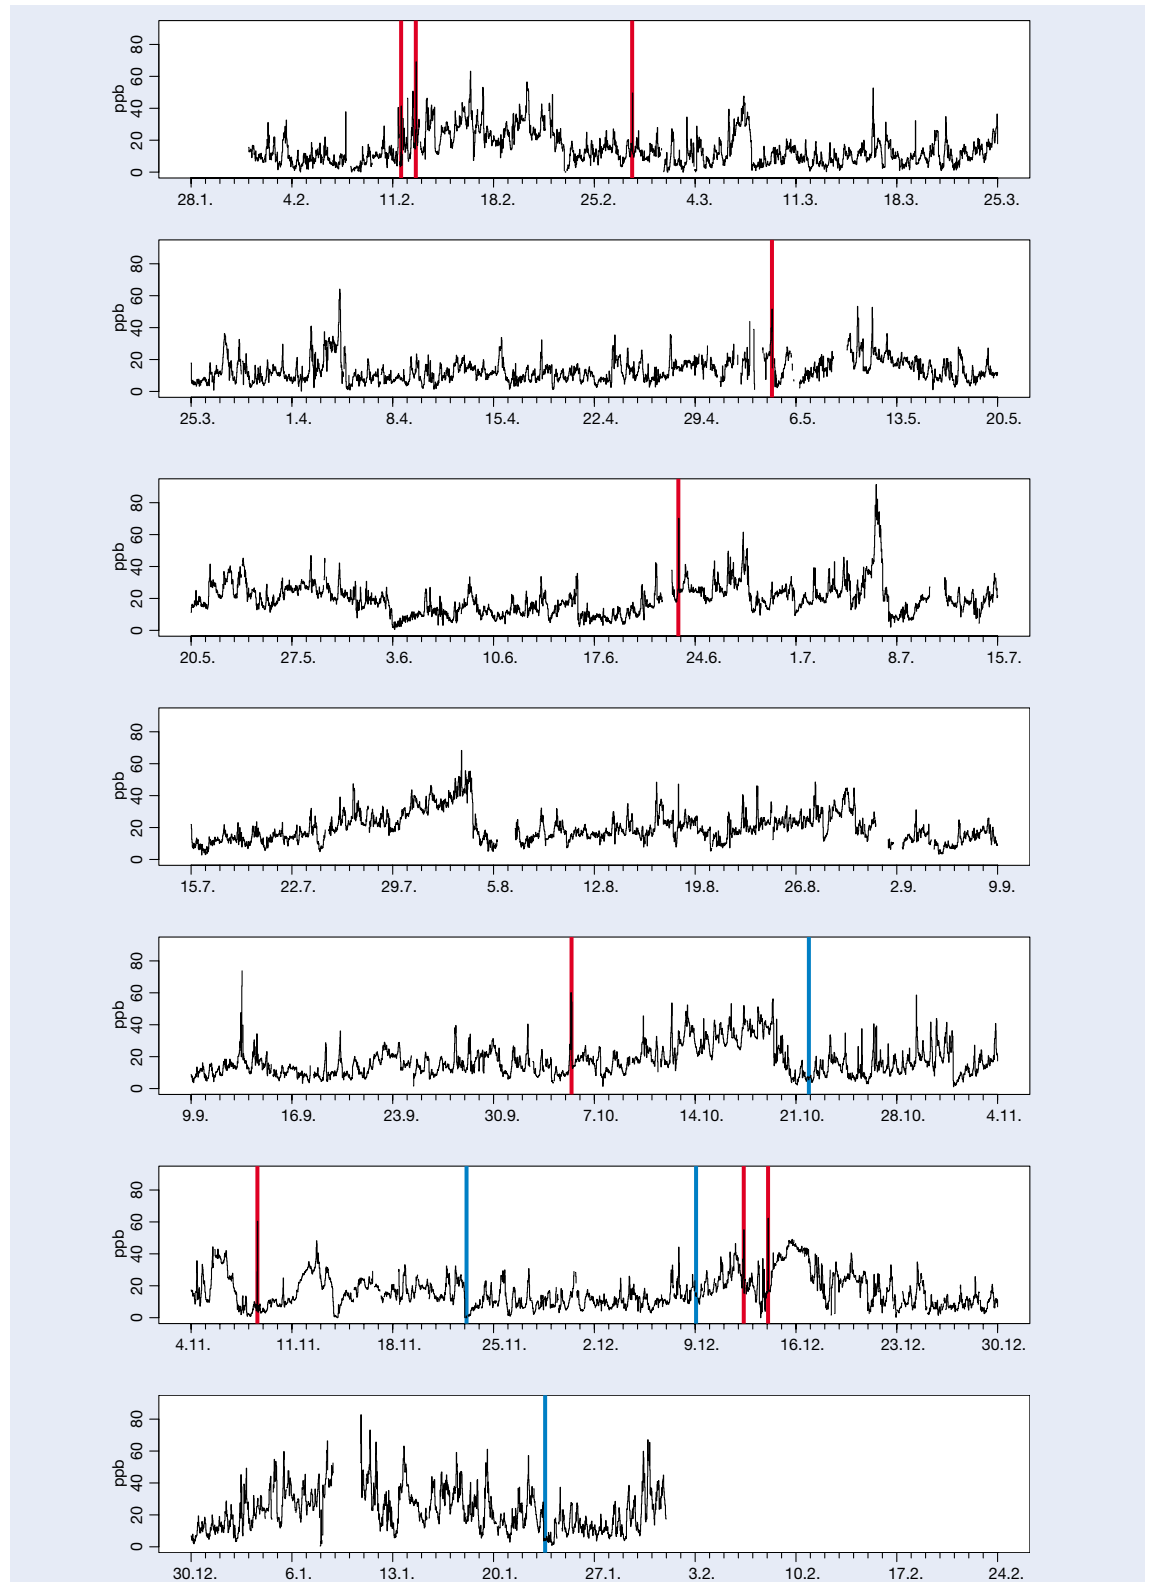 80
60
40
20
0
ppb
28.1. 4.2. 11.2. 18.2. 25.2. 4.3. 11.3. 18.3. 25.3.
80
60
40
20
0
ppb
25.3. 1.4. 8.4. 15.4. 22.4. 29.4. 6.5. 13.5. 20.5.
80
60
40
20
0
ppb
20.5. 27.5. 3.6. 10.6. 17.6. 24.6. 1.7. 8.7. 15.7.
80
60
40
20
0
ppb
15.7. 22.7. 29.7. 5.8. 12.8. 19.8. 26.8. 2.9. 9.9.
80
60
40
20
0
ppb
9.9. 16.9. 23.9. 30.9. 7.10. 14.10. 21.10. 28.10. 4.11.
80
60
40
20
0
ppb
4.11. 11.11. 18.11. 25.11. 2.12. 9.12. 16.12. 23.12. 30.12.
80
60
40
20
0
ppb
30.12. 6.1. 13.1. 20.1. 27.1. 3.2. 10.2. 17.2. 24.2.